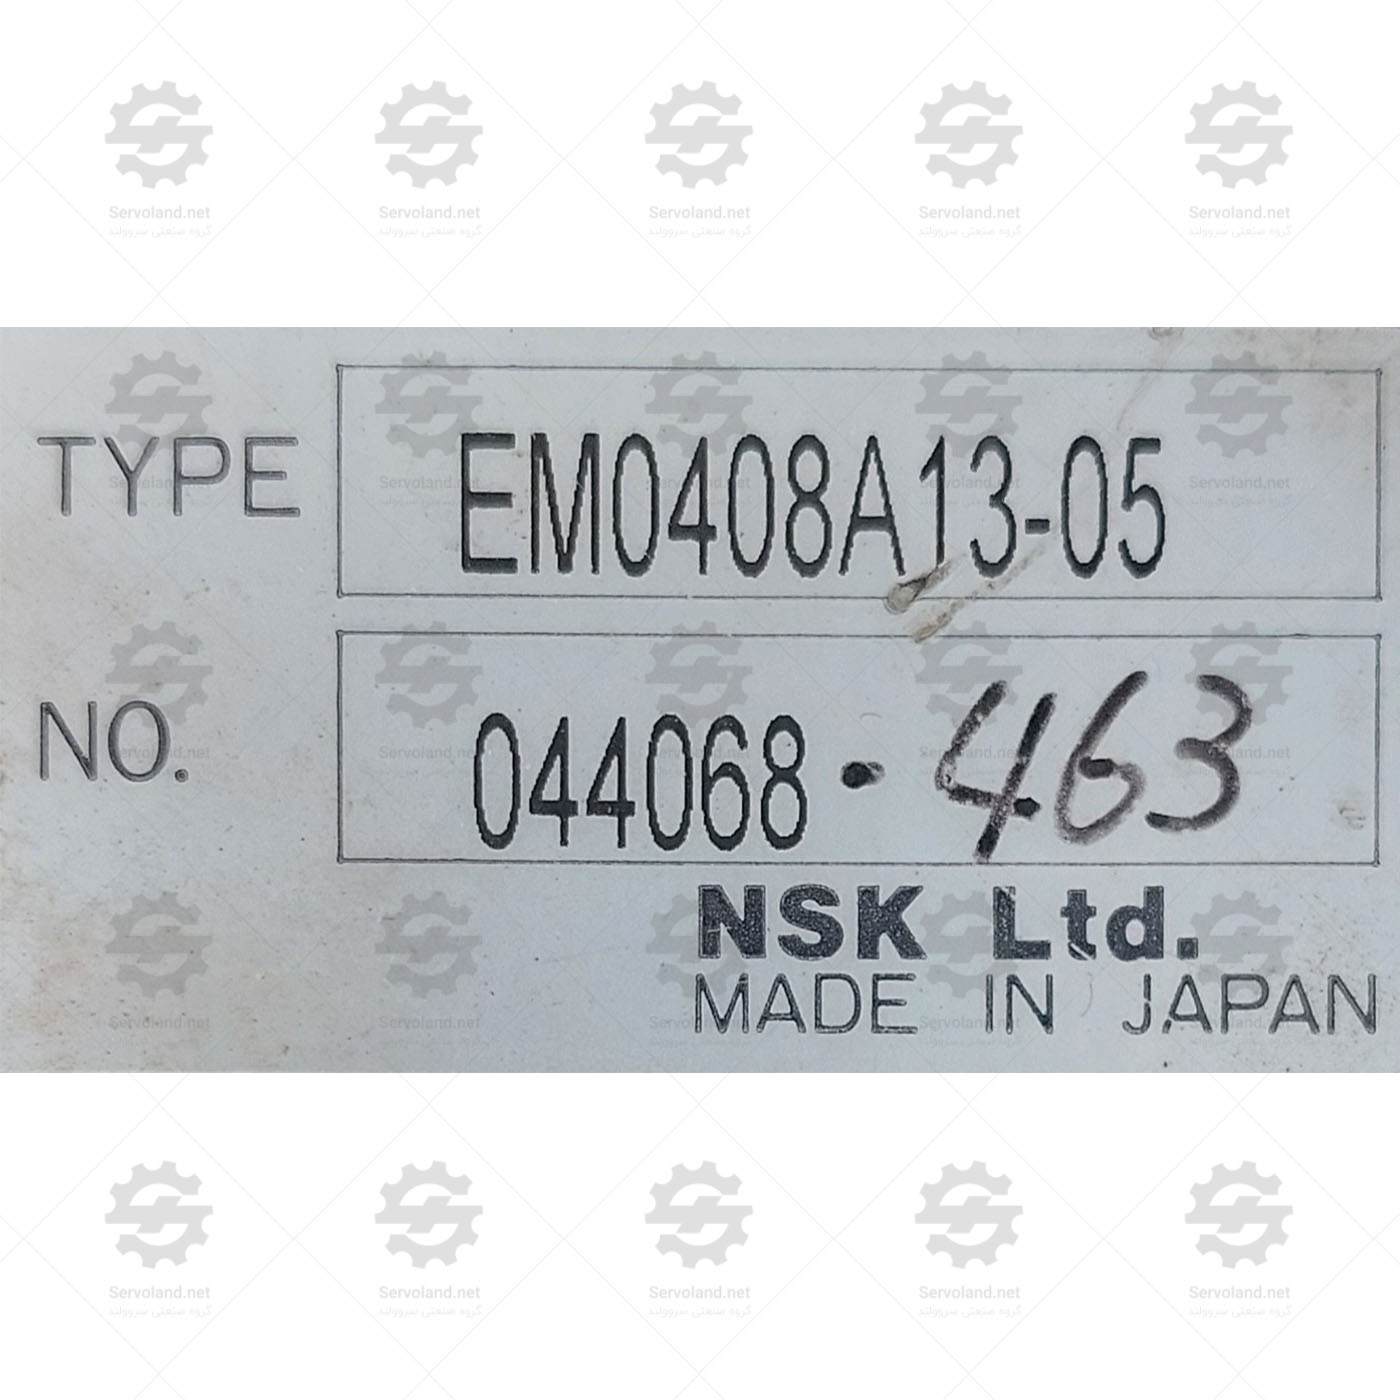 TYPE EM0408A13-05
NO. 044068・463
NSK Ltd.
MADE IN JAPAN
Servoland.net
گروه صنعتی سروولند